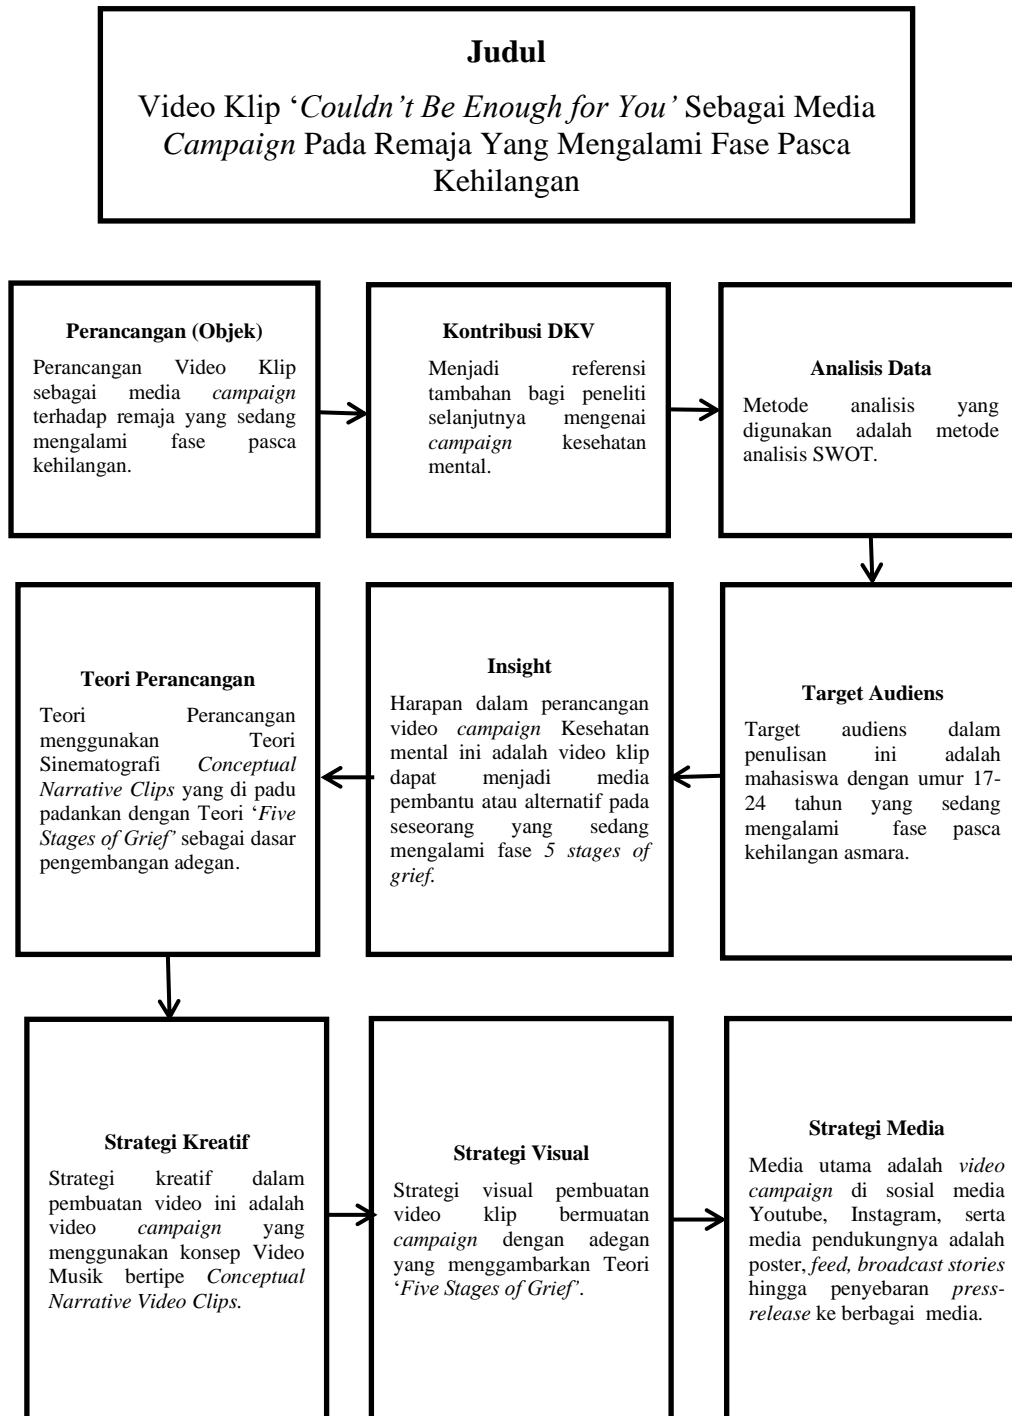 Judul
Video Klip ‘Couldn’t Be Enough for You’ Sebagai Media
Campaign Pada Remaja Yang Mengalami Fase Pasca
Kehilangan
Perancangan (Objek)
Perancangan Video Klip
sebagai media campaign
terhadap remaja yang sedang
mengalami fase pasca
kehilangan.
Kontribusi DKV
Menjadi referensi
tambahan bagi peneliti
selanjutnya mengenai
campaign kesehatan
mental.
Analisis Data
Metode analisis yang
digunakan adalah metode
analisis SWOT.
Target Audiens
Target audiens dalam
penulisan ini adalah
mahasiswa dengan umur 17-
24 tahun yang sedang
mengalami fase pasca
kehilangan asmara.
Insight
Harapan dalam perancangan
video campaign Kesehatan
mental ini adalah video klip
dapat menjadi media
pembantu atau alternatif pada
seseorang yang sedang
mengalami fase 5 stages of
grief.
Teori Perancangan
Teori Perancangan
menggunakan Teori
Sinematografi Conceptual
Narrative Clips yang di padu
padankan dengan Teori ‘Five
Stages of Grief’ sebagai dasar
pengembangan adegan.
Strategi Kreatif
Strategi kreatif dalam
pembuatan video ini adalah
video campaign yang
menggunakan konsep Video
Musik bertipe Conceptual
Narrative Video Clips.
Strategi Visual
Strategi visual pembuatan
video klip bermuatan
campaign dengan adegan
yang menggambarkan Teori
‘Five Stages of Grief’.
Strategi Media
Media utama adalah video
campaign di sosial media
Youtube, Instagram, serta
media pendukungnya adalah
poster, feed, broadcast stories
hingga penyebaran press-
release ke berbagai media.